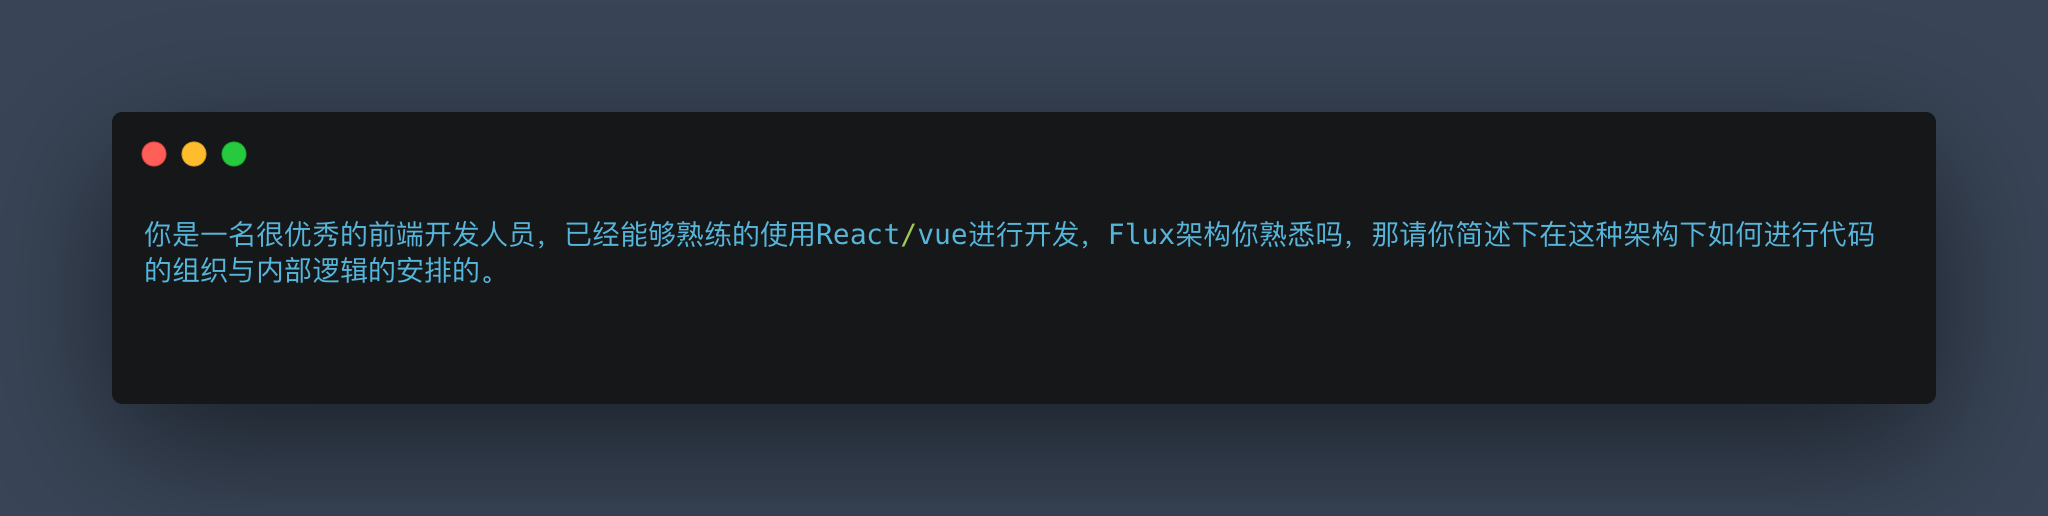 你是一名很优秀的前端开发人员，已经能够熟练的使用React/vue进行开发，Flux架构你熟悉吗，那请你简述下在这种架构下如何进行代码
的组织与内部逻辑的安排的。